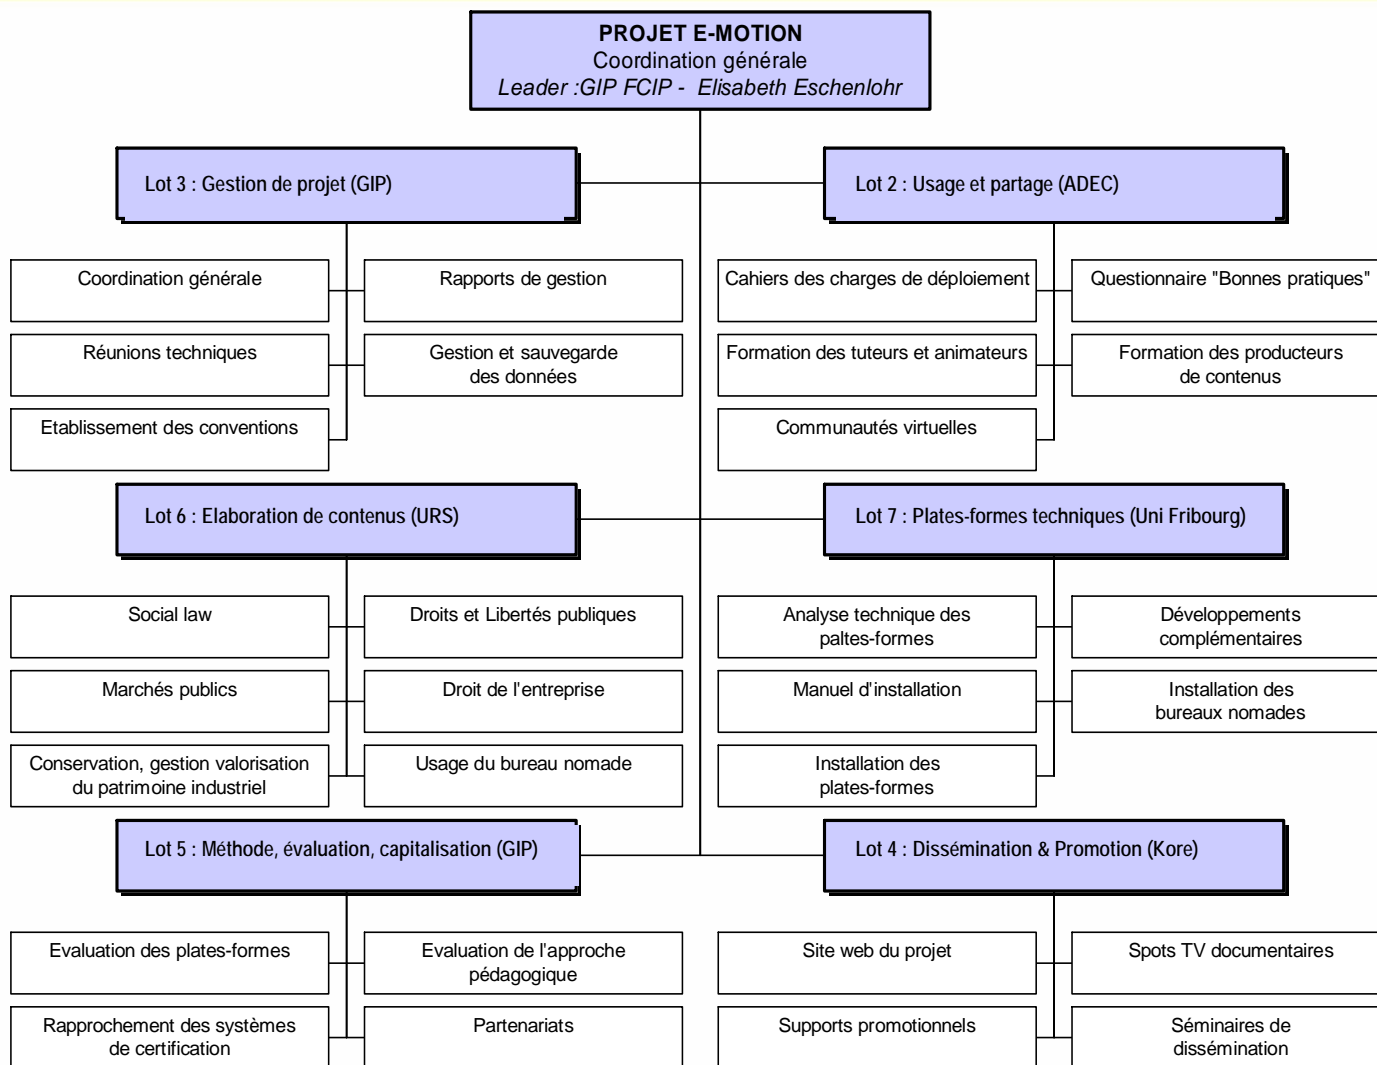 PROJET E-MOTION
Coordination générale
Leader :GIP FCIP - Elisabeth Eschenlohr
Lot 3 : Gestion de projet (GIP)
Lot 2 : Usage et partage (ADEC)
Coordination générale
Rapports de gestion
Cahiers des charges de déploiement
Questionnaire "Bonnes pratiques"
Réunions techniques
Gestion et sauvegarde
des données
Formation des tuteurs et animateurs
Formation des producteurs
de contenus
Etablissement des conventions
Communautés virtuelles
Lot 6 : Elaboration de contenus (URS)
Lot 7 : Plates-formes techniques (Uni Fribourg)
Social law
Droits et Libertés publiques
Analyse technique des
paltes-formes
Développements
complémentaires
Marchés publics
Droit de l'entreprise
Manuel d'installation
Installation des
bureaux nomades
Conservation, gestion valorisation
du patrimoine industriel
Usage du bureau nomade
Installation des
plates-formes
Lot 5 : Méthode, évaluation, capitalisation (GIP)
Lot 4 : Dissémination & Promotion (Kore)
Evaluation des plates-formes
Evaluation de l'approche
pédagogique
Site web du projet
Spots TV documentaires
Rapprochement des systèmes
de certification
Partenariats
Supports promotionnels
Séminaires de
dissémination